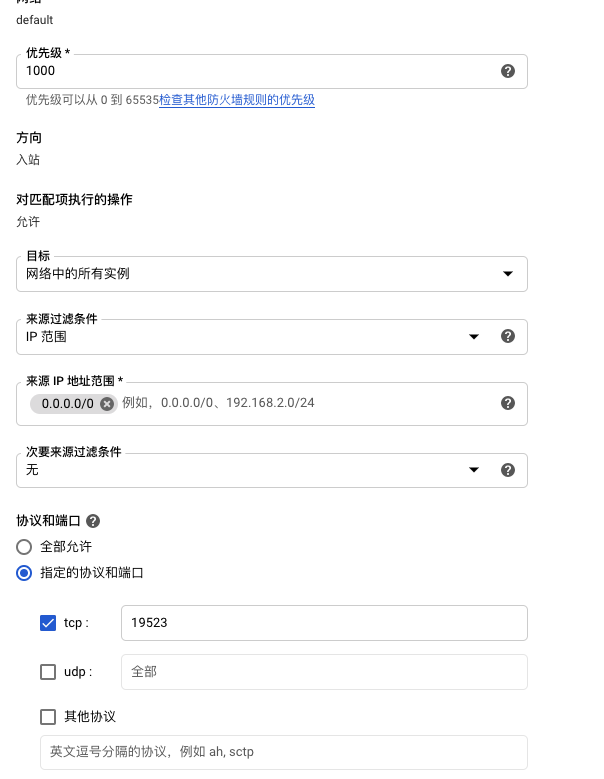 default
优先级 *
1000
优先级可以从 0 到 65535检查其他防火墙规则的优先级
方向
入站
对匹配项执行的操作
允许
目标
网络中的所有实例
来源过滤条件
IP 范围
来源 IP 地址范围 *
0.0.0.0/0 例如，0.0.0.0/0、192.168.2.0/24
次要来源过滤条件
无
协议和端口
全部允许
指定的协议和端口
tcp : 19523
udp : 全部
其他协议
英文逗号分隔的协议，例如 ah, sctp